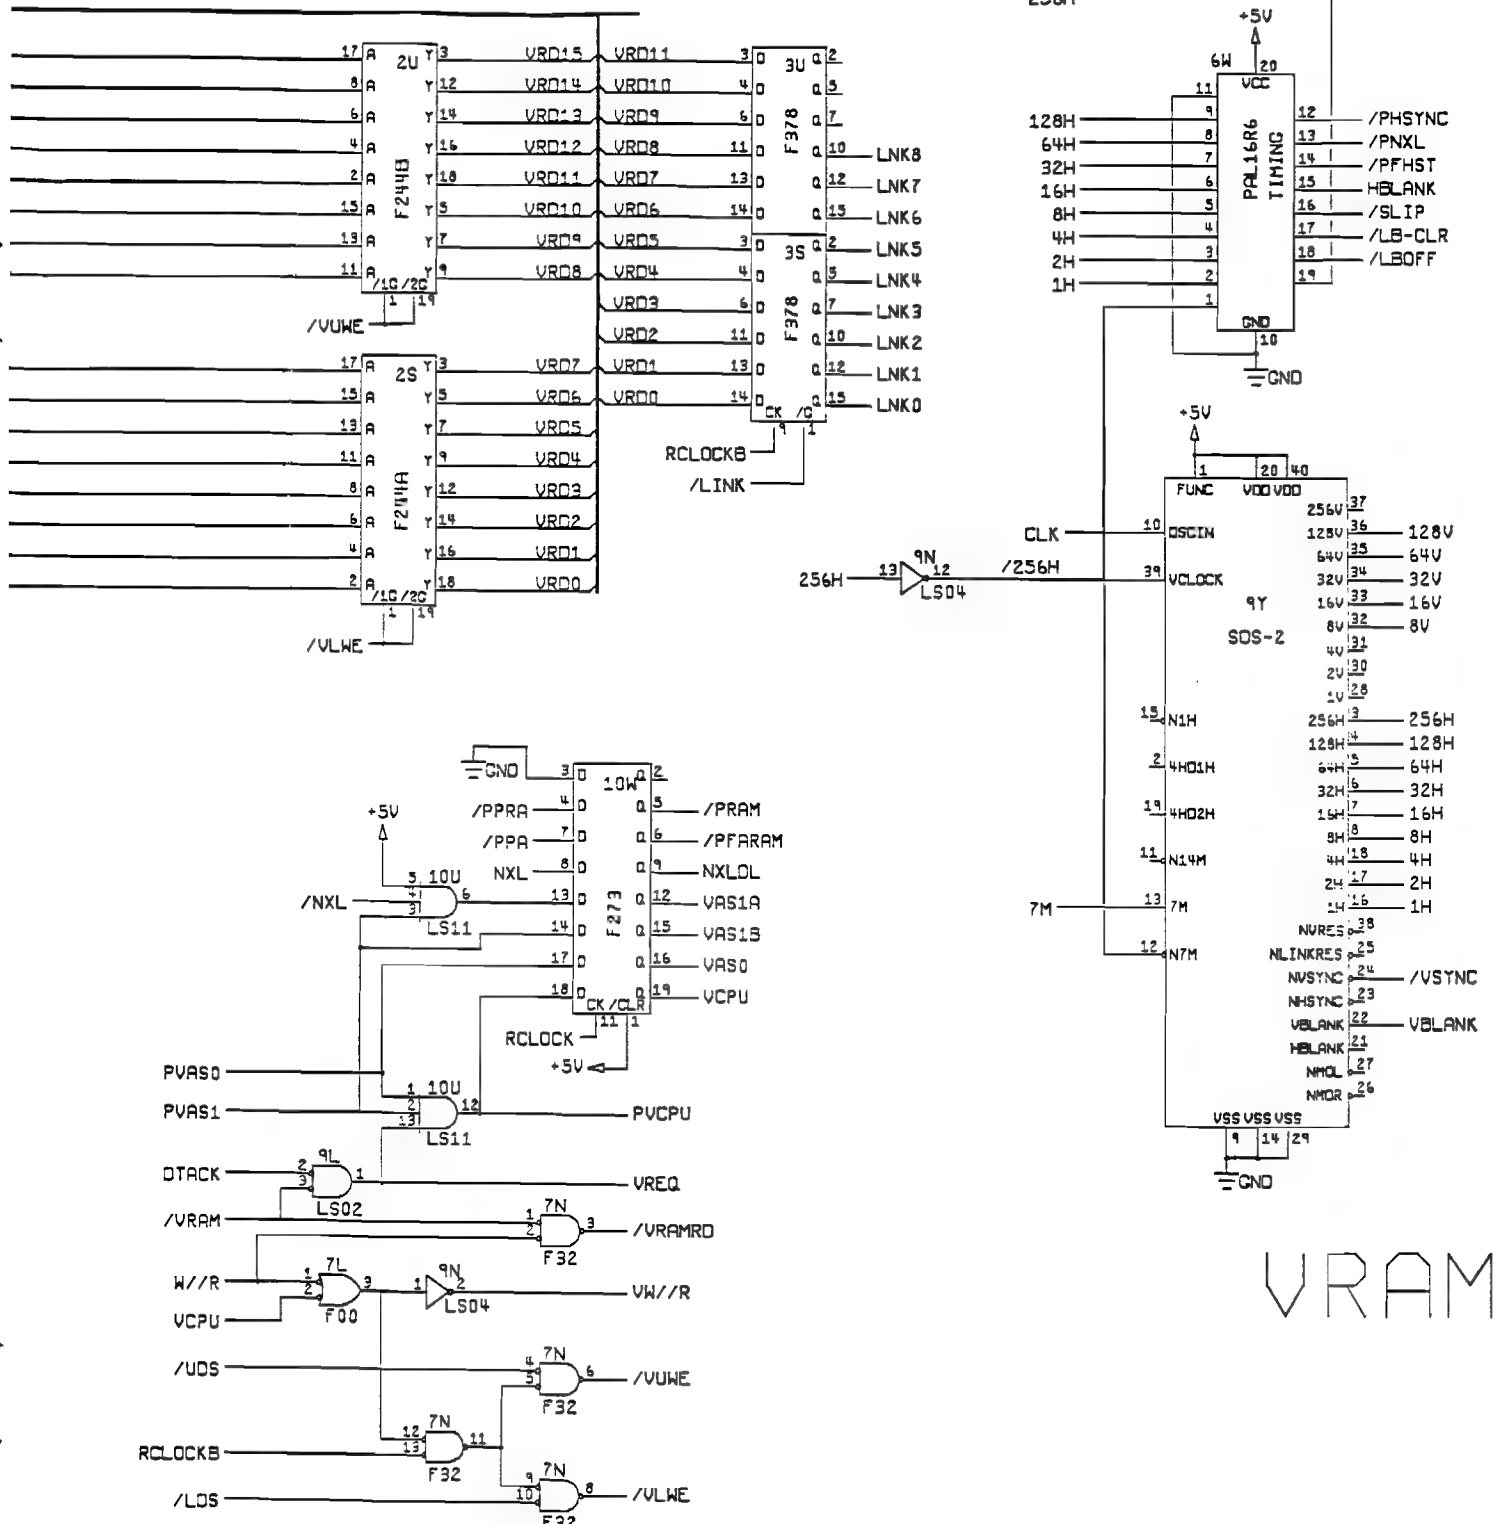 +5V
6W
20
VCC
11
128H 9 12 /PHSYNC
64H 8 13 /PNXL
32H 7 14 /PFHST
16H 6 15 HBLANK
8H 5 16 /SLIP
4H 4 17 /LB-CLR
2H 3 18 /LBOFF
1H 2 19
1
PAL16R6
TIMING
GND
10
GND
2U
17 A Y 3 VRD15
8 A Y 12 VRD14
6 A Y 14 VRD13
4 A Y 16 VRD12
2 A Y 18 VRD11
15 A Y 5 VRD10
13 A Y 7 VRD9
11 A Y 9 VRD8
F244B
/1G /2G
1 19
/VUWE
2S
17 A Y 3 VRD7
15 A Y 5 VRD6
13 A Y 7 VRD5
11 A Y 9 VRD4
8 A Y 12 VRD3
6 A Y 14 VRD2
4 A Y 16 VRD1
2 A Y 18 VRD0
F244A
/1G /2G
1 19
/VLWE
3U
VRD11 3 D Q 2
VRD10 4 D Q 5
VRD9 6 D Q 7
VRD8 11 D Q 10 LNK8
VRD7 13 D Q 12 LNK7
VRD6 14 D Q 15 LNK6
F378
3S
VRD5 3 D Q 2 LNK5
VRD4 4 D Q 5 LNK4
VRD3 6 D Q 7 LNK3
VRD2 11 D Q 10 LNK2
VRD1 13 D Q 12 LNK1
VRD0 14 D Q 15 LNK0
F378
CK /G
9 1
RCLOCKB
/LINK
+5V
1 20 40
FUNC VDD VDD
CLK 10 OSCIN
9N
256H 13 12 /256H 39 VCLOCK
LS04
9Y
SOS-2
256V 37
128V 36 128V
64V 35 64V
32V 34 32V
16V 33 16V
8V 32 8V
4V 31
2V 30
1V 28
15 N1H 256H 3 256H
128H 4 128H
2 4HD1H 64H 5 64H
32H 6 32H
19 4HD2H 16H 7 16H
8H 8 8H
11 N14M 4H 18 4H
2H 17 2H
7M 13 7M 1H 16 1H
NVRES 38
12 N7M NLINKRES 25
NVSYNC 24 /VSYNC
NHSYNC 23
VBLANK 22 VBLANK
HBLANK 21
NMOL 27
NMOR 26
VSS VSS VSS
9 14 29
GND
GND 3 D 10W Q 2
/PPRA 4 D Q 5 /PRAM
/PPA 7 D Q 6 /PFARAM
NXL 8 D Q 9 NXLDL
13 D Q 12 VAS1A
14 D Q 15 VAS1B
17 D Q 16 VAS0
18 D Q 19 VCPU
F273
CK /CLR
11 1
RCLOCK
+5V
+5V
5 10U
/NXL 4 6
3
LS11
PVAS0 1 10U
PVAS1 2 12 PVCPU
13
LS11
9L
DTACK 2 1 VREQ
3
LS02
7N
/VRAM 1 3 /VRAMRD
2
F32
7L
W//R 1 3
VCPU 2
F00
9N
1 2 VW//R
LS04
7N
/UDS 4 6 /VUWE
5
F32
7N
12 11
RCLOCKB 13
F32
7N
9 8 /VLWE
/LDS 10
F32
VRAM